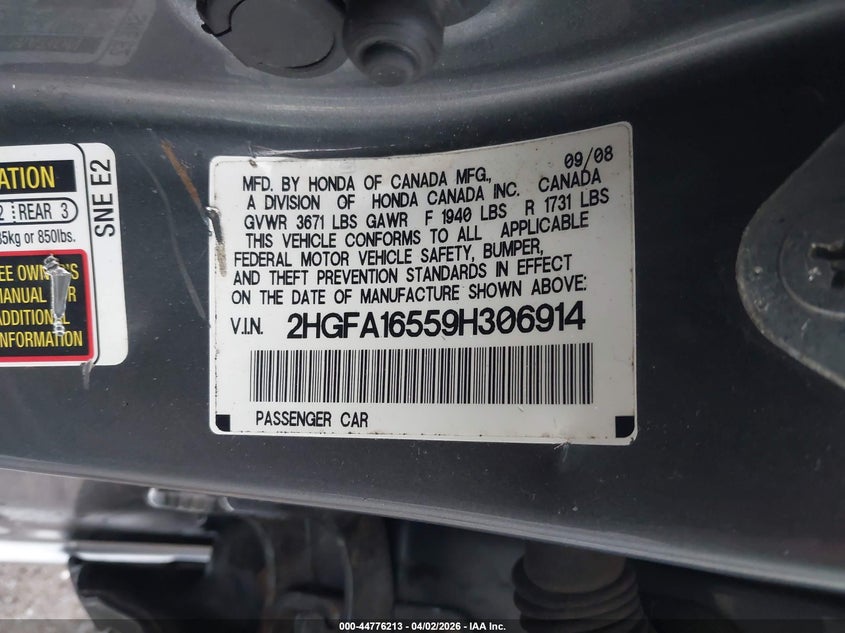 ATION
2 REAR 3
35kg or 850lbs.
SNE E2
EE OWNER'S
MANUAL FOR
ADDITIONAL
INFORMATION
09/08
MFD. BY HONDA OF CANADA MFG.,
A DIVISION OF HONDA CANADA INC. CANADA
GVWR 3671 LBS GAWR F 1940 LBS R 1731 LBS
THIS VEHICLE CONFORMS TO ALL APPLICABLE
FEDERAL MOTOR VEHICLE SAFETY, BUMPER,
AND THEFT PREVENTION STANDARDS IN EFFECT
ON THE DATE OF MANUFACTURE SHOWN ABOVE:
V.I.N. 2HGFA16559H306914
PASSENGER CAR
000-44776213 - 04/02/2026 - IAA Inc.